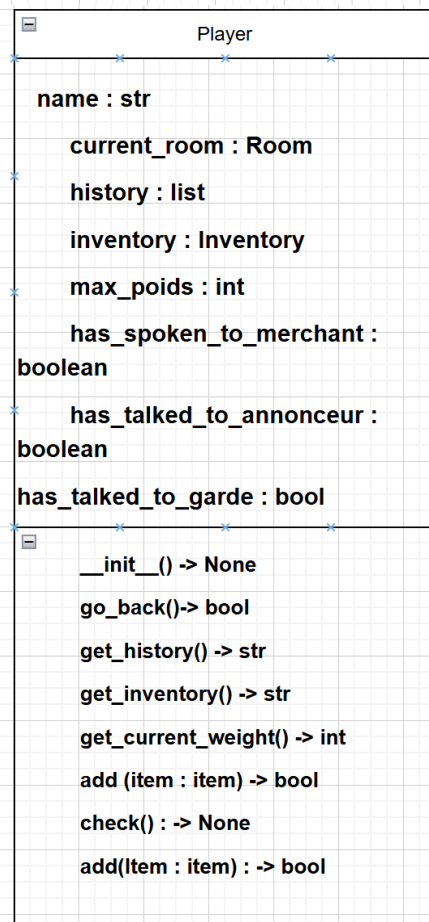 Player
name : str
current_room : Room
history : list
inventory : Inventory
max_poids : int
has_spoken_to_merchant :
boolean
has_talked_to_annonceur :
boolean
has_talked_to_garde : bool
__init__() -> None
go_back()-> bool
get_history() -> str
get_inventory() -> str
get_current_weight() -> int
add (item : item) -> bool
check() : -> None
add(Item : item) : -> bool